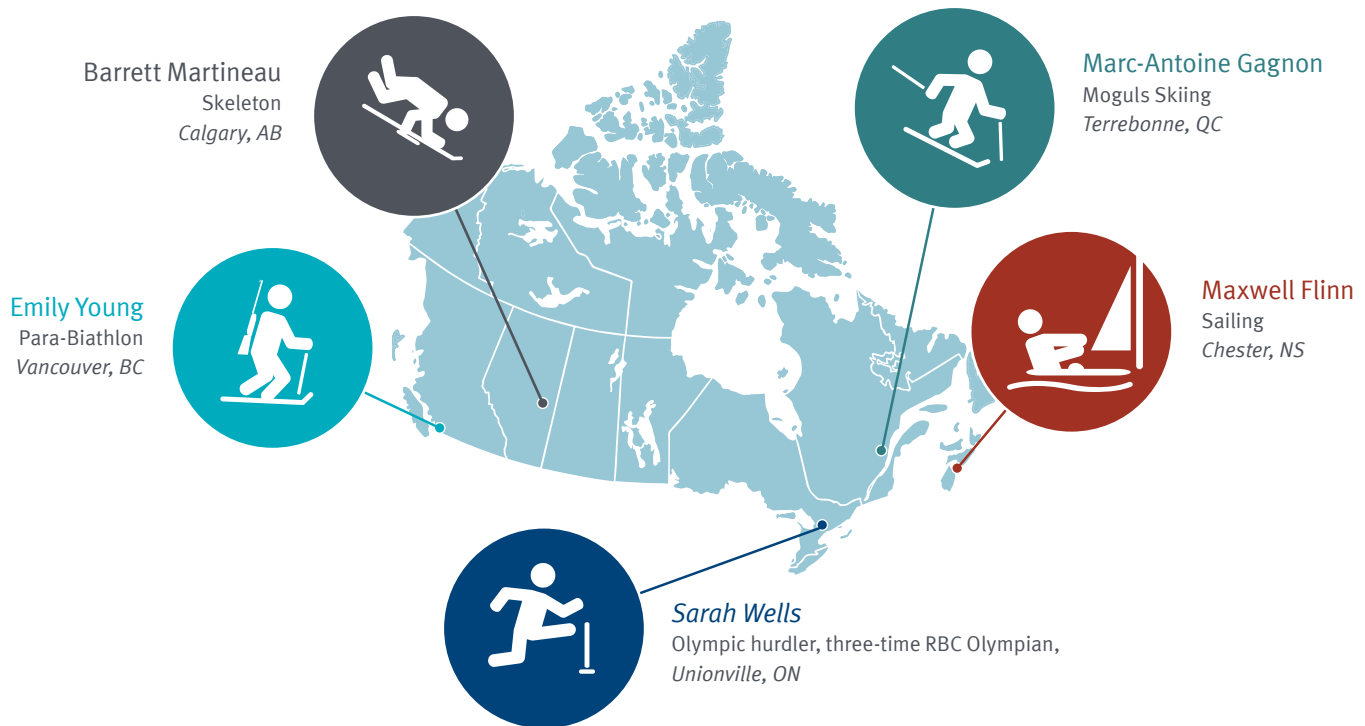 Barrett Martineau
Skeleton
Calgary, AB
Marc-Antoine Gagnon
Moguls Skiing
Terrebonne, QC
Emily Young
Para-Biathlon
Vancouver, BC
Maxwell Flinn
Sailing
Chester, NS
Sarah Wells
Olympic hurdler, three-time RBC Olympian,
Unionville, ON